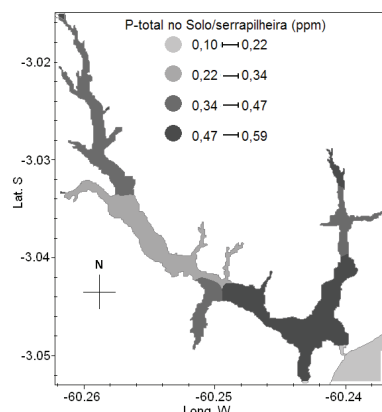 P-total no Solo/serrapilheira (ppm)
0,10 ⟼ 0,22
0,22 ⟼ 0,34
0,34 ⟼ 0,47
0,47 ⟼ 0,59
-3.02
-3.03
-3.04
-3.05
Lat. S
N
-60.26
-60.25
-60.24
Long. W